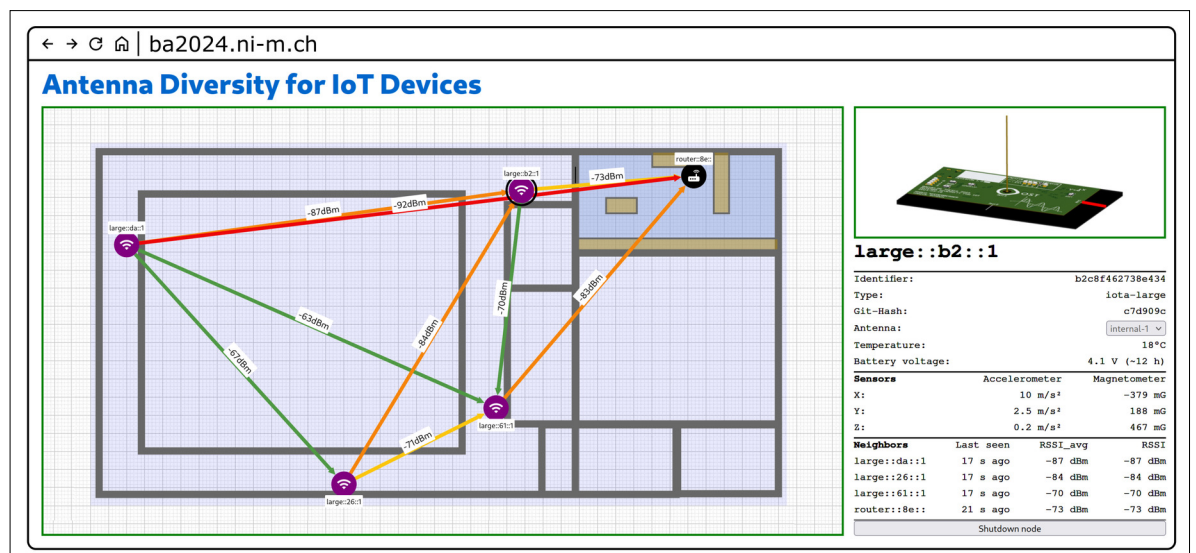 ba2024.ni-m.ch
Antenna Diversity for IoT Devices
router::8e::
large::b2::1
-73dBm
-92dBm
-87dBm
large::da::1
-70dBm
-83dBm
-63dBm
-84dBm
-67dBm
large::61::1
-71dBm
large::26::1
large::b2::1
Identifier: b2c8f462738e434
Type: iota-large
Git-Hash: c7d909c
Antenna: internal-1
Temperature: 18°C
Battery voltage: 4.1 V (~12 h)
Sensors Accelerometer Magnetometer
X: 10 m/s² -379 mG
Y: 2.5 m/s² 188 mG
Z: 0.2 m/s² 467 mG
Neighbors Last seen RSSI_avg RSSI
large::da::1 17 s ago -87 dBm -87 dBm
large::26::1 17 s ago -84 dBm -84 dBm
large::61::1 17 s ago -70 dBm -70 dBm
router::8e:: 21 s ago -73 dBm -73 dBm
Shutdown node